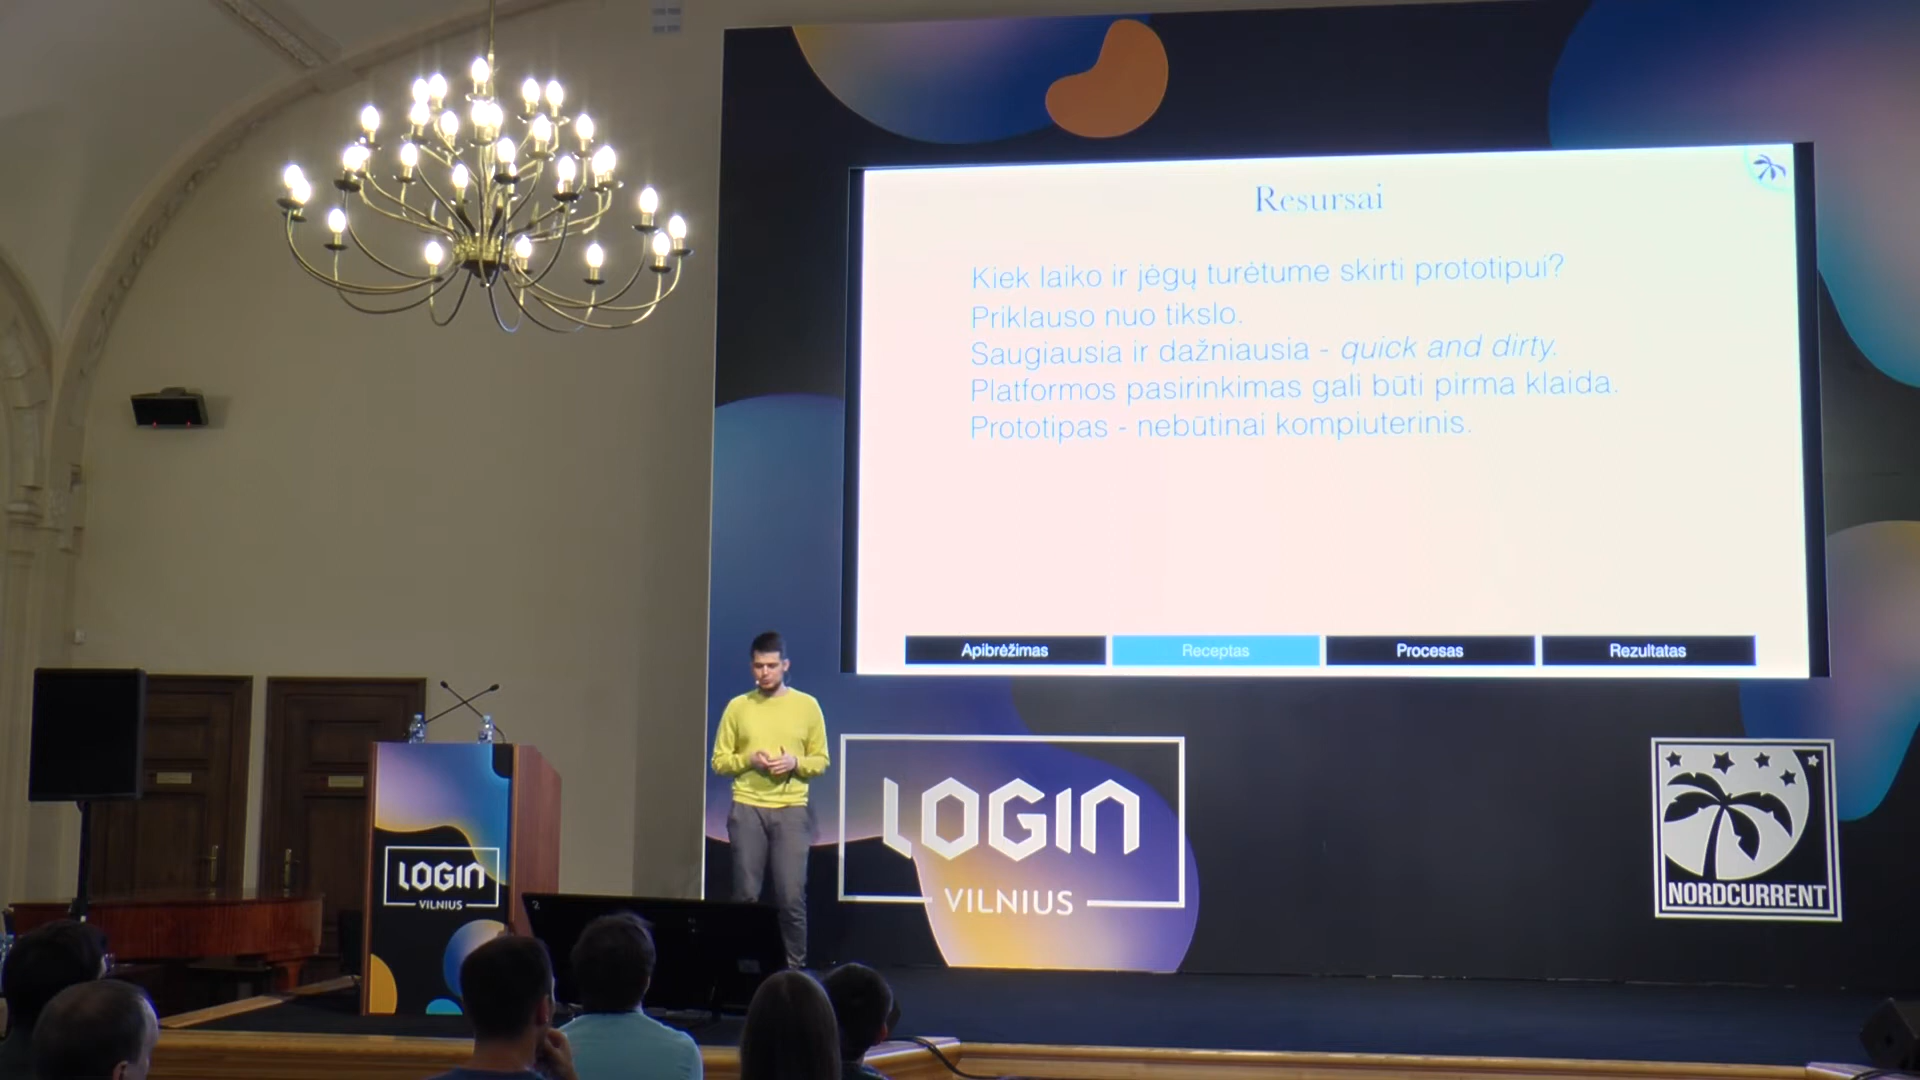 Resursai
Kiek laiko ir jėgų turėtume skirti prototipui?
Priklauso nuo tikslo.
Saugiausia ir dažniausia - quick and dirty.
Platformos pasirinkimas gali būti pirma klaida.
Prototipas - nebūtinai kompiuterinis.
Apibrėžimas
Receptas
Procesas
Rezultatas
LOGIN
VILNIUS
NORDCURRENT
LOGIN
VILNIUS